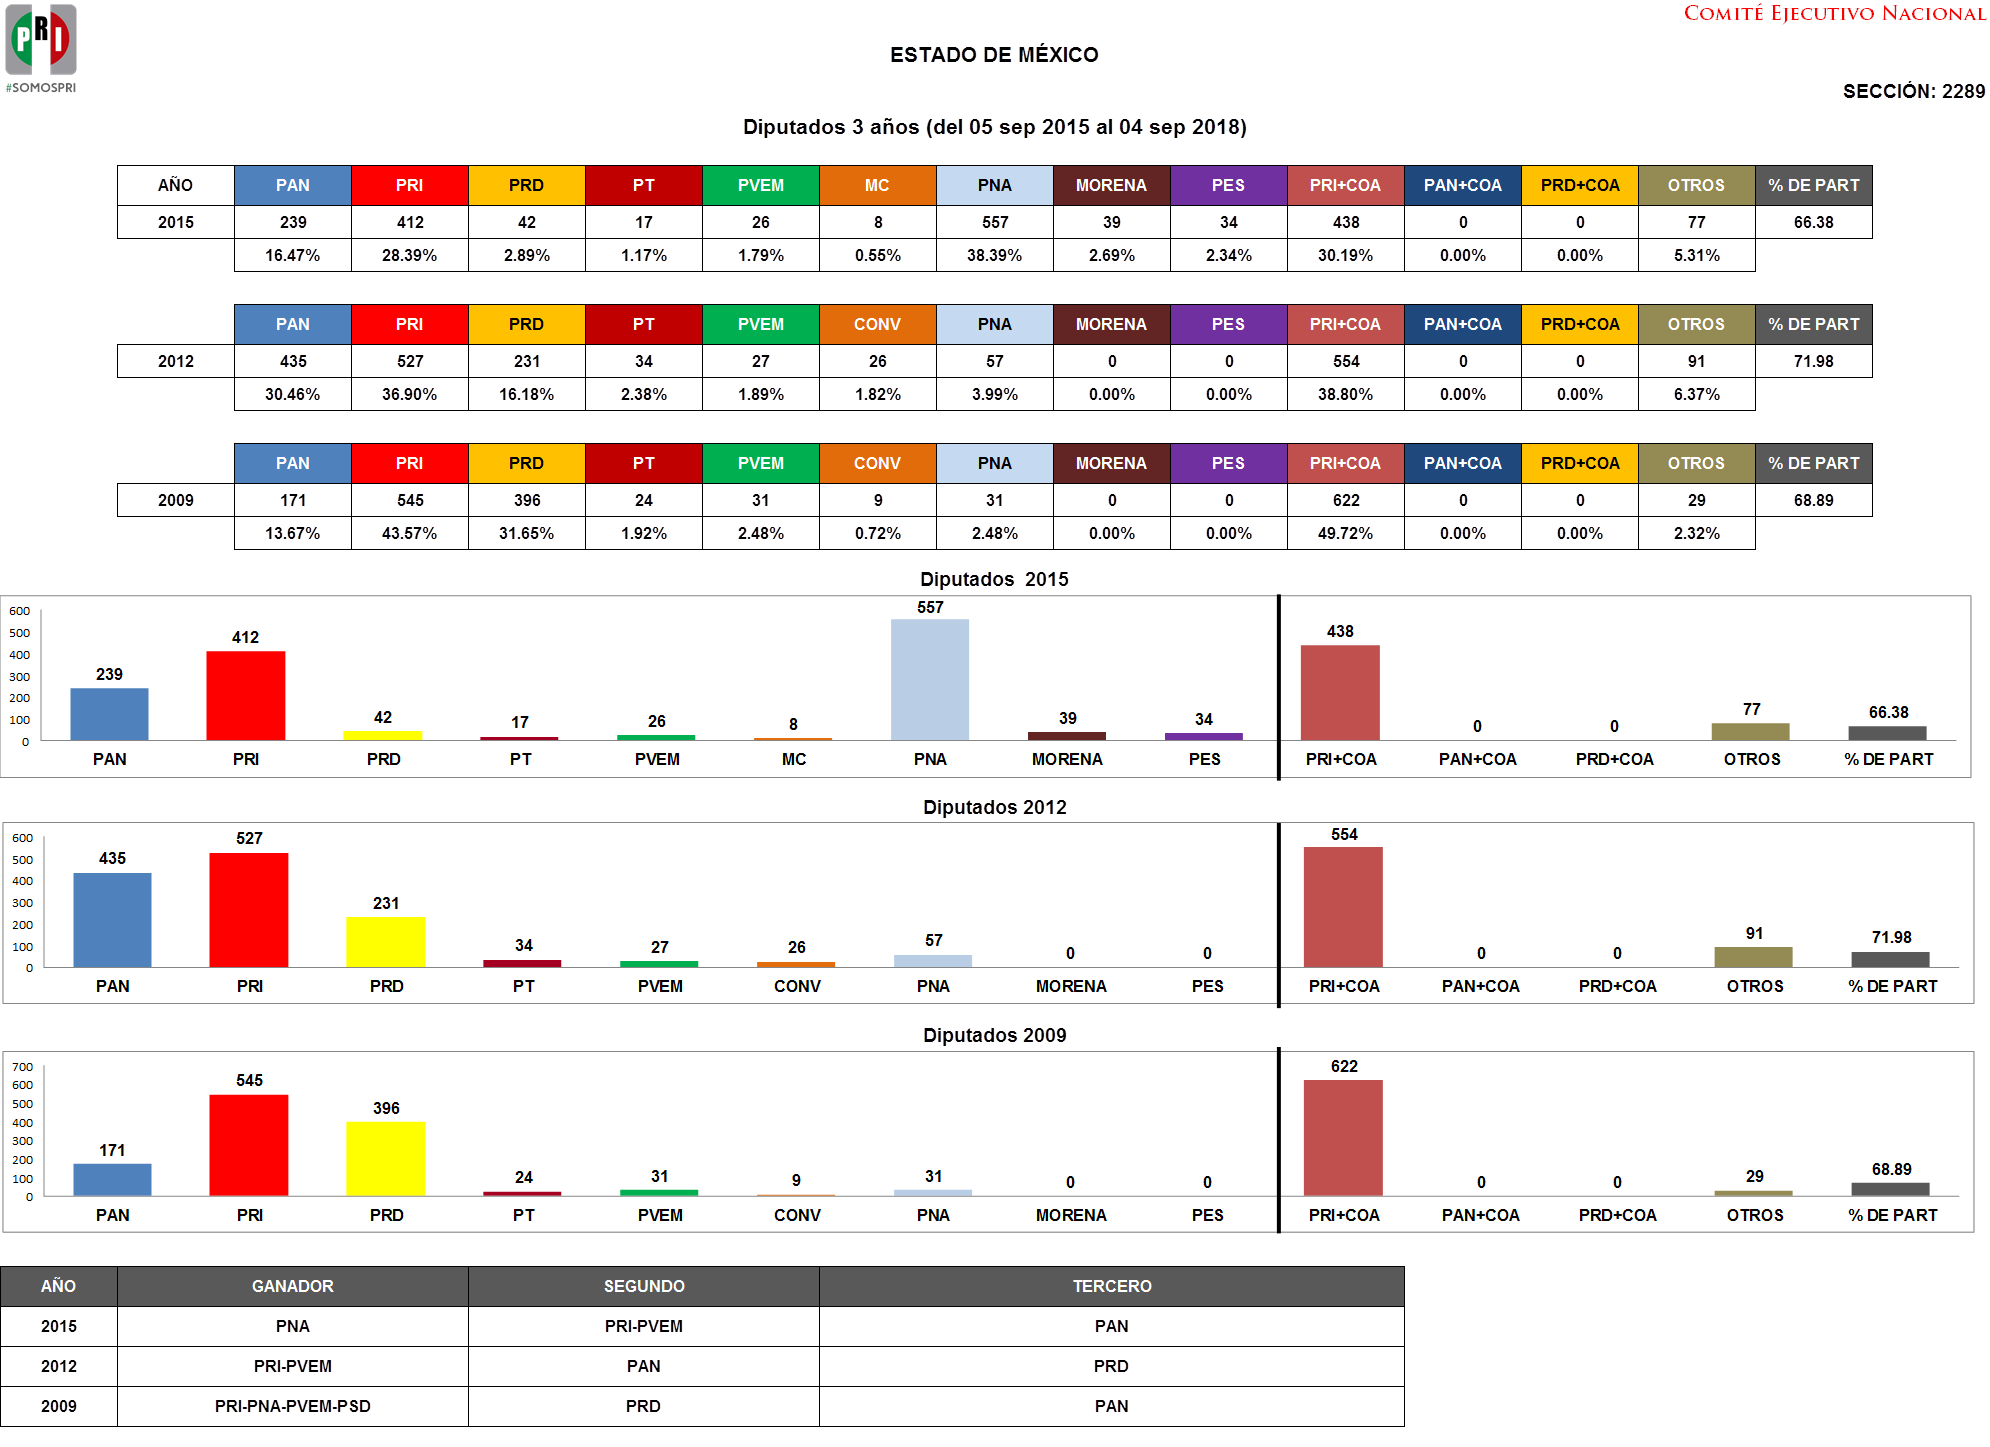 PRI
#SOMOSPRI
COMITÉ EJECUTIVO NACIONAL
ESTADO DE MÉXICO
SECCIÓN: 2289
Diputados 3 años (del 05 sep 2015 al 04 sep 2018)
AÑO PAN PRI PRD PT PVEM MC PNA MORENA PES PRI+COA PAN+COA PRD+COA OTROS % DE PART
2015 239 412 42 17 26 8 557 39 34 438 0 0 77 66.38
16.47% 28.39% 2.89% 1.17% 1.79% 0.55% 38.39% 2.69% 2.34% 30.19% 0.00% 0.00% 5.31%
PAN PRI PRD PT PVEM CONV PNA MORENA PES PRI+COA PAN+COA PRD+COA OTROS % DE PART
2012 435 527 231 34 27 26 57 0 0 554 0 0 91 71.98
30.46% 36.90% 16.18% 2.38% 1.89% 1.82% 3.99% 0.00% 0.00% 38.80% 0.00% 0.00% 6.37%
PAN PRI PRD PT PVEM CONV PNA MORENA PES PRI+COA PAN+COA PRD+COA OTROS % DE PART
2009 171 545 396 24 31 9 31 0 0 622 0 0 29 68.89
13.67% 43.57% 31.65% 1.92% 2.48% 0.72% 2.48% 0.00% 0.00% 49.72% 0.00% 0.00% 2.32%
Diputados 2015
600
500
400
300
200
100
0
239 412 42 17 26 8 557 39 34 438 0 0 77 66.38
PAN PRI PRD PT PVEM MC PNA MORENA PES PRI+COA PAN+COA PRD+COA OTROS % DE PART
Diputados 2012
600
500
400
300
200
100
0
435 527 231 34 27 26 57 0 0 554 0 0 91 71.98
PAN PRI PRD PT PVEM CONV PNA MORENA PES PRI+COA PAN+COA PRD+COA OTROS % DE PART
Diputados 2009
700
600
500
400
300
200
100
0
171 545 396 24 31 9 31 0 0 622 0 0 29 68.89
PAN PRI PRD PT PVEM CONV PNA MORENA PES PRI+COA PAN+COA PRD+COA OTROS % DE PART
AÑO GANADOR SEGUNDO TERCERO
2015 PNA PRI-PVEM PAN
2012 PRI-PVEM PAN PRD
2009 PRI-PNA-PVEM-PSD PRD PAN